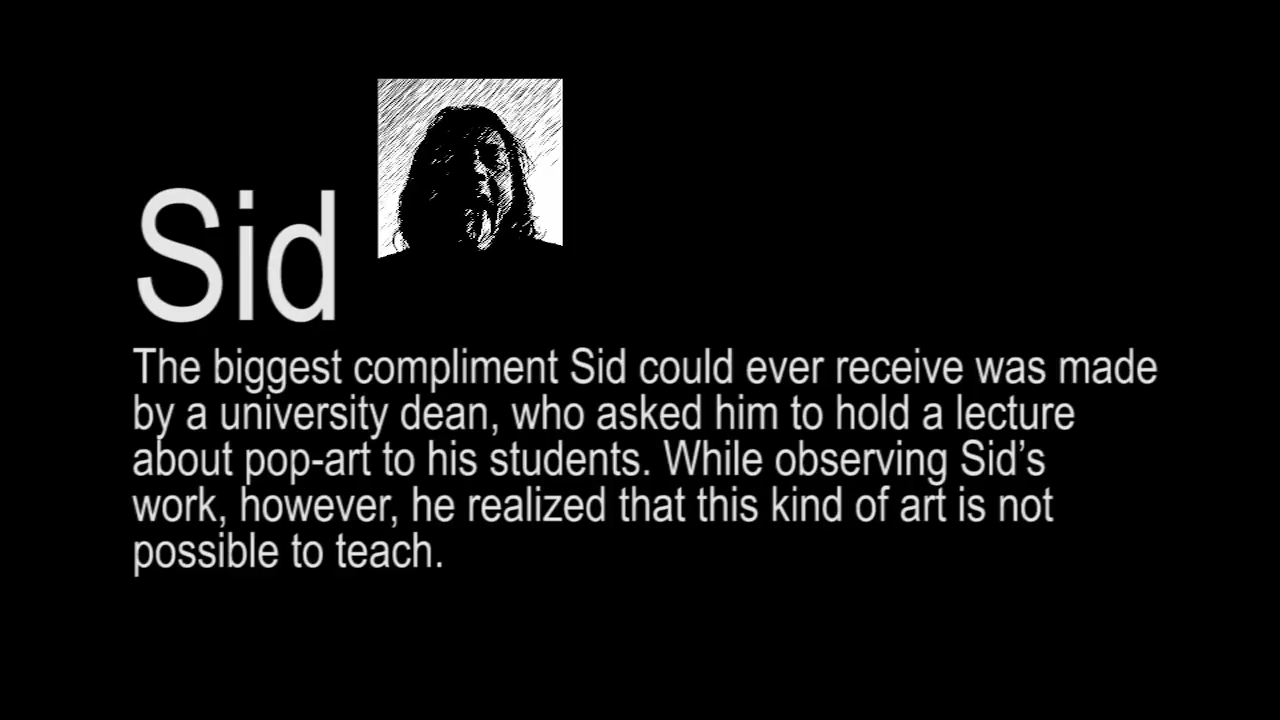 Sid
The biggest compliment Sid could ever receive was made
by a university dean, who asked him to hold a lecture
about pop-art to his students. While observing Sid’s
work, however, he realized that this kind of art is not
possible to teach.